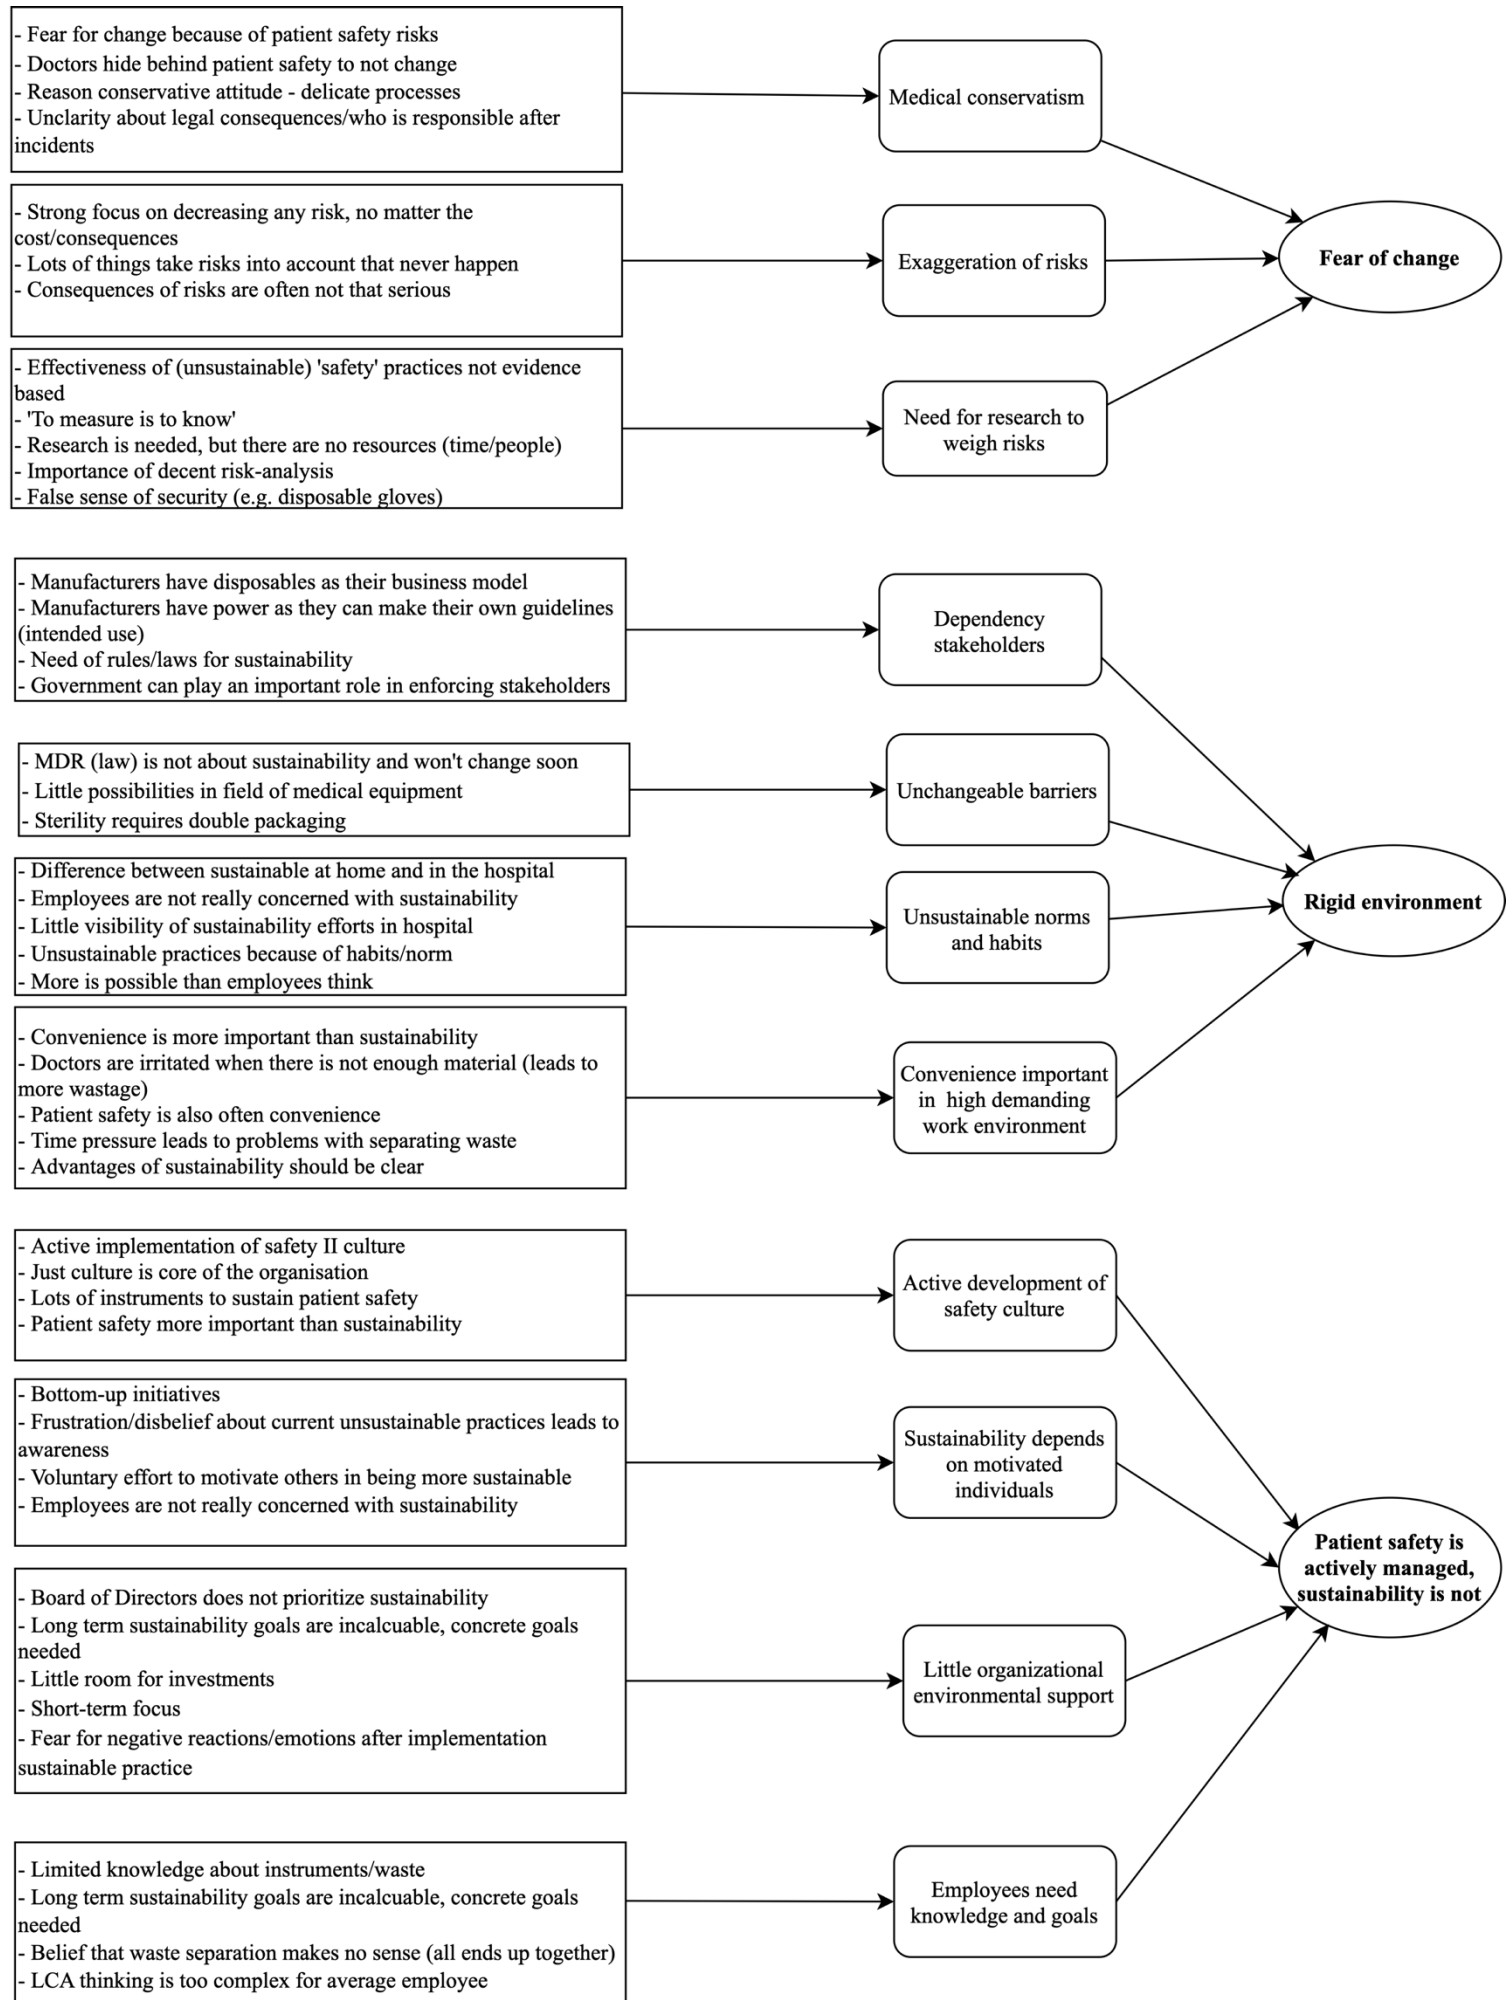 - Fear for change because of patient safety risks
- Doctors hide behind patient safety to not change
- Reason conservative attitude - delicate processes
- Unclarity about legal consequences/who is responsible after
incidents
Medical conservatism
- Strong focus on decreasing any risk, no matter the
cost/consequences
- Lots of things take risks into account that never happen
- Consequences of risks are often not that serious
Exaggeration of risks
- Effectiveness of (unsustainable) 'safety' practices not evidence
based
- 'To measure is to know'
- Research is needed, but there are no resources (time/people)
- Importance of decent risk-analysis
- False sense of security (e.g. disposable gloves)
Need for research to
weigh risks
Fear of change
- Manufacturers have disposables as their business model
- Manufacturers have power as they can make their own guidelines
(intended use)
- Need of rules/laws for sustainability
- Government can play an important role in enforcing stakeholders
Dependency
stakeholders
- MDR (law) is not about sustainability and won't change soon
- Little possibilities in field of medical equipment
- Sterility requires double packaging
Unchangeable barriers
- Difference between sustainable at home and in the hospital
- Employees are not really concerned with sustainability
- Little visibility of sustainability efforts in hospital
- Unsustainable practices because of habits/norm
- More is possible than employees think
Unsustainable norms
and habits
- Convenience is more important than sustainability
- Doctors are irritated when there is not enough material (leads to
more wastage)
- Patient safety is also often convenience
- Time pressure leads to problems with separating waste
- Advantages of sustainability should be clear
Convenience important
in high demanding
work environment
Rigid environment
- Active implementation of safety II culture
- Just culture is core of the organisation
- Lots of instruments to sustain patient safety
- Patient safety more important than sustainability
Active development of
safety culture
- Bottom-up initiatives
- Frustration/disbelief about current unsustainable practices leads to
awareness
- Voluntary effort to motivate others in being more sustainable
- Employees are not really concerned with sustainability
Sustainability depends
on motivated
individuals
- Board of Directors does not prioritize sustainability
- Long term sustainability goals are incalcuable, concrete goals
needed
- Little room for investments
- Short-term focus
- Fear for negative reactions/emotions after implementation
sustainable practice
Little organizational
environmental support
- Limited knowledge about instruments/waste
- Long term sustainability goals are incalcuable, concrete goals
needed
- Belief that waste separation makes no sense (all ends up together)
- LCA thinking is too complex for average employee
Employees need
knowledge and goals
Patient safety is
actively managed,
sustainability is not